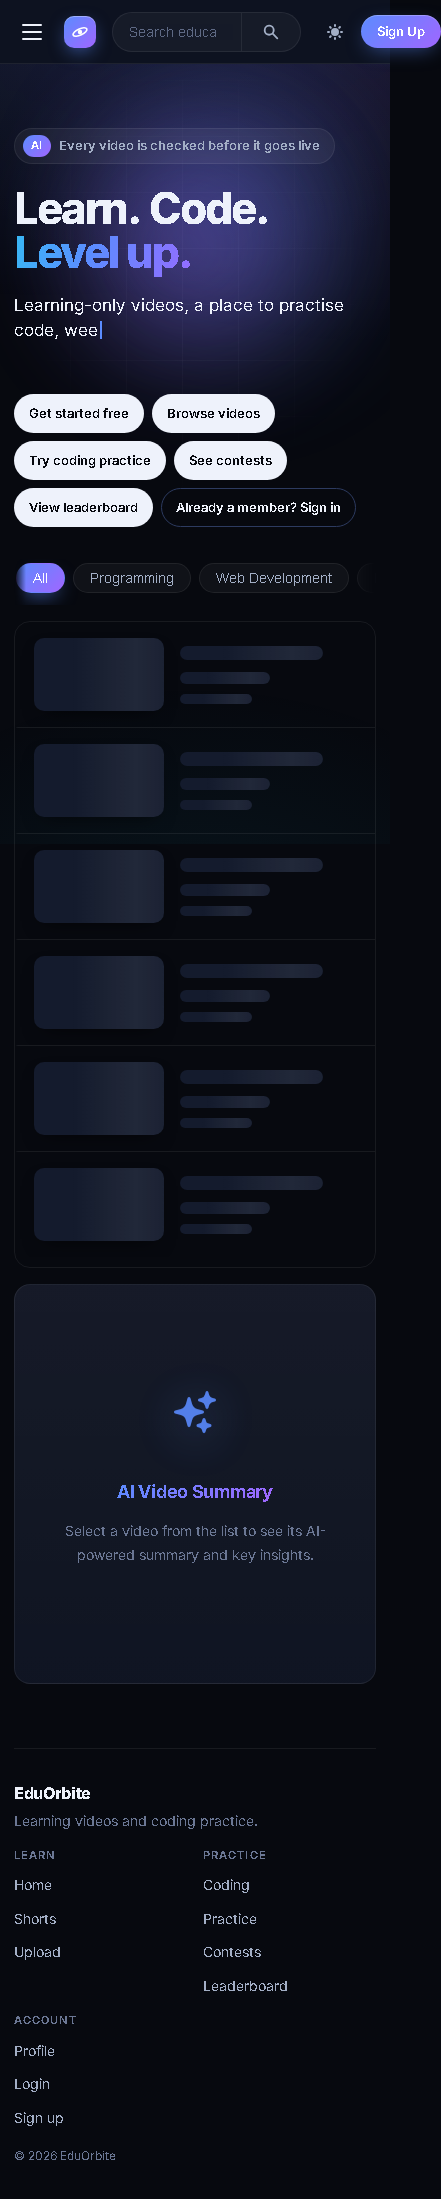 Search educa
Sign Up
AI Every video is checked before it goes live
Learn. Code.
Level up.
Learning-only videos, a place to practise
code, wee
Get started free
Browse videos
Try coding practice
See contests
View leaderboard
Already a member? Sign in
All
Programming
Web Development
AI Video Summary
Select a video from the list to see its AI-
powered summary and key insights.
EduOrbite
Learning videos and coding practice.
LEARN
Home
Shorts
Upload
PRACTICE
Coding
Practice
Contests
Leaderboard
ACCOUNT
Profile
Login
Sign up
© 2026 EduOrbite